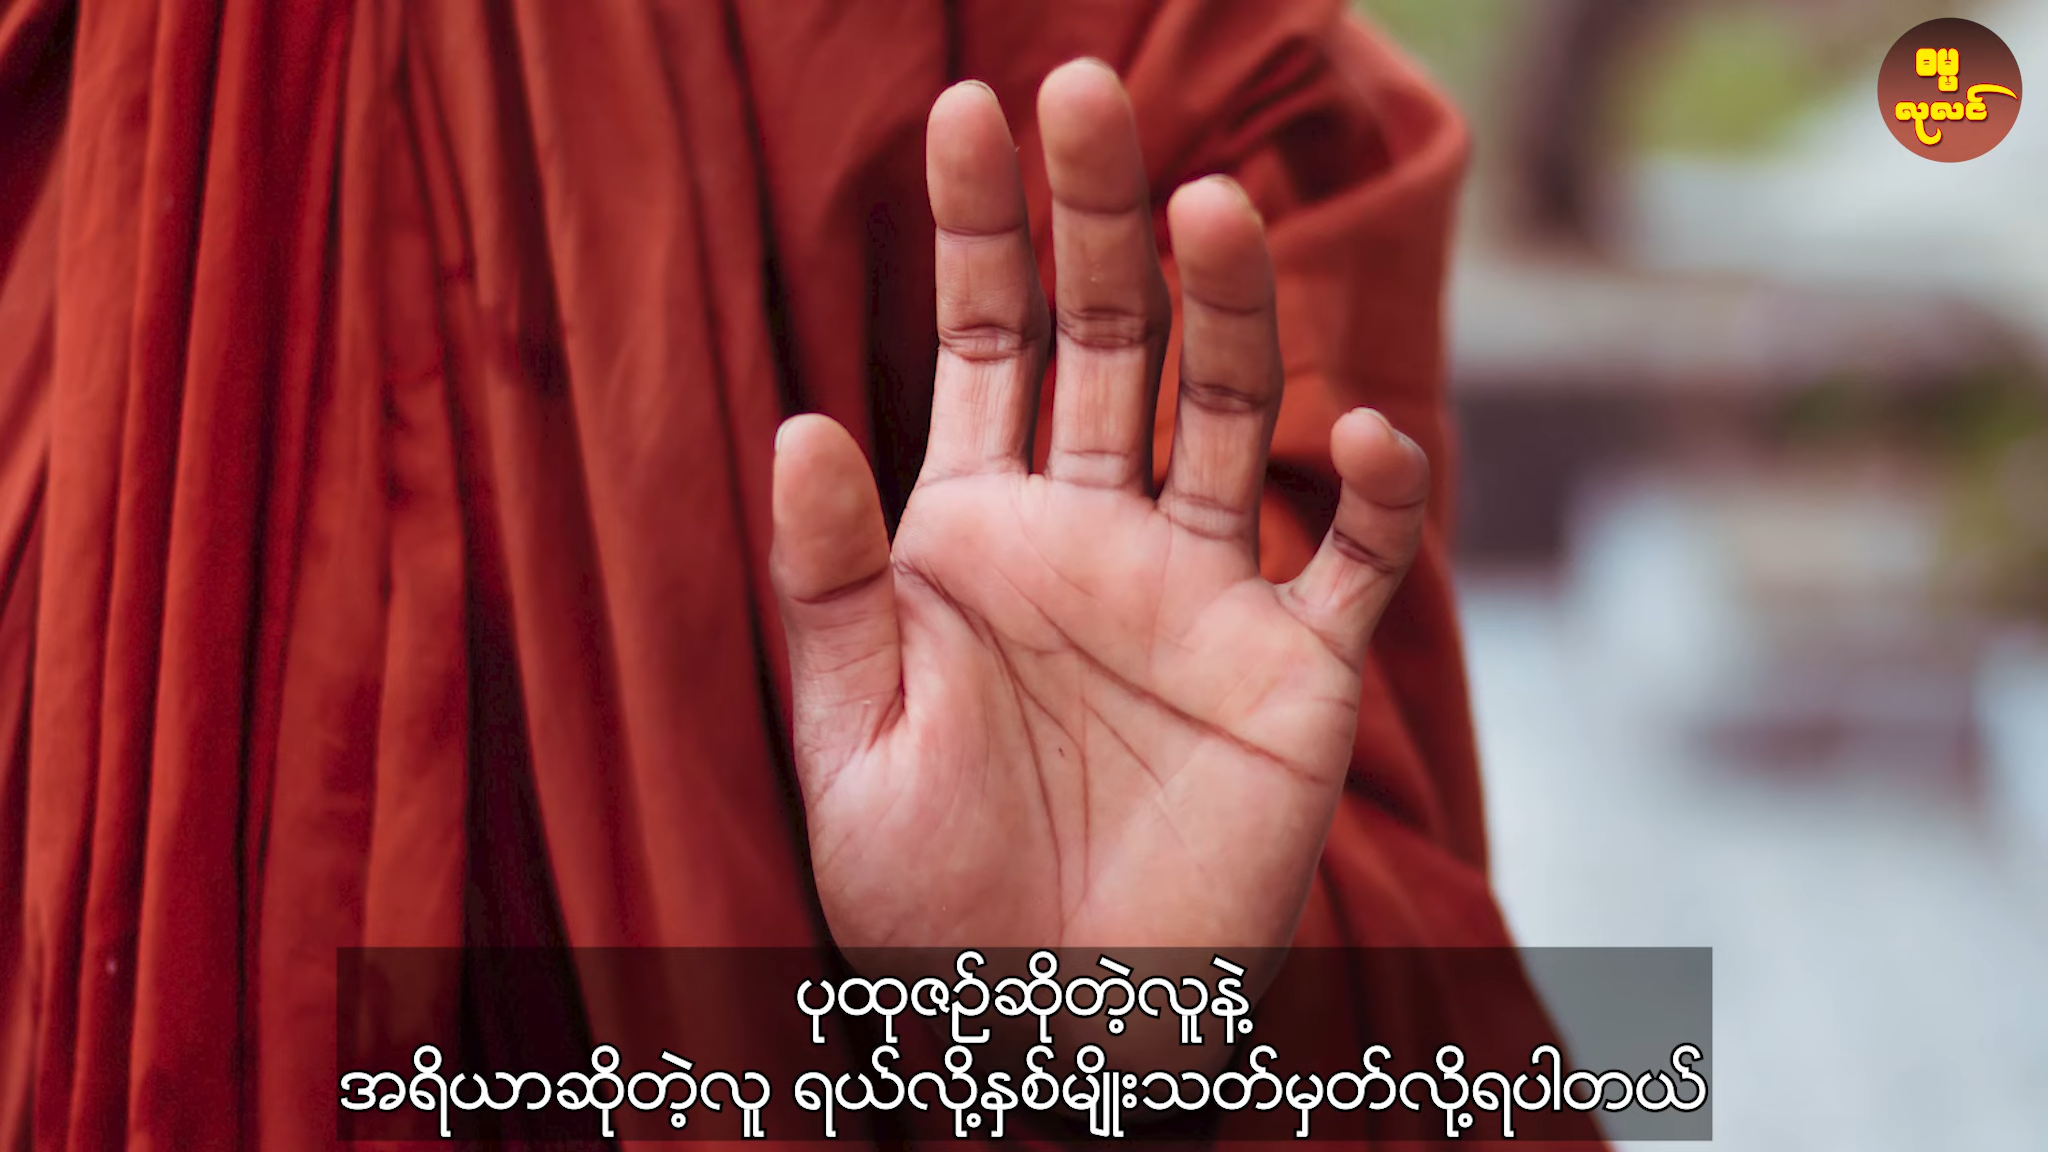 ဓမ္မ
လုလင်
ပုထုဇဉ်ဆိုတဲ့လူနဲ့
အရိယာဆိုတဲ့လူ ရယ်လို့နှစ်မျိုးသတ်မှတ်လို့ရပါတယ်